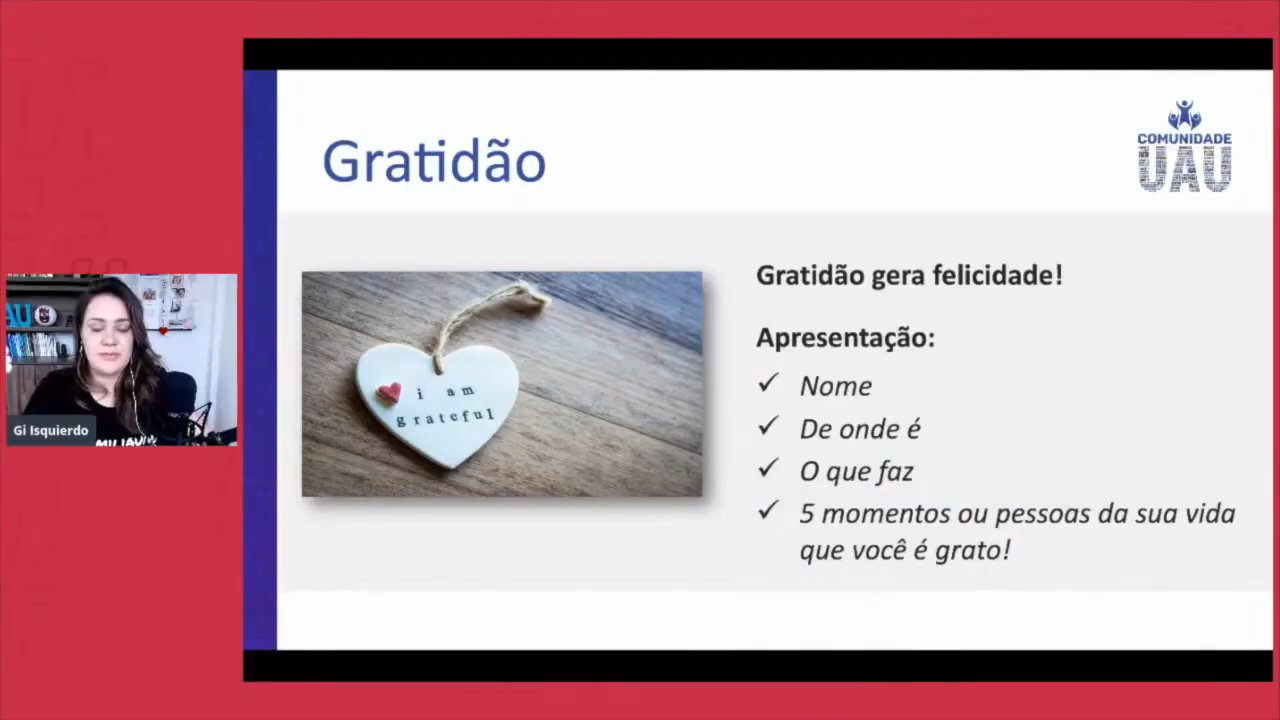 Gratidão
COMUNIDADE
UAU
Gratidão gera felicidade!
Apresentação:
Nome
De onde é
O que faz
5 momentos ou pessoas da sua vida
que você é grato!
i am
grateful
AU
Gi Isquierdo